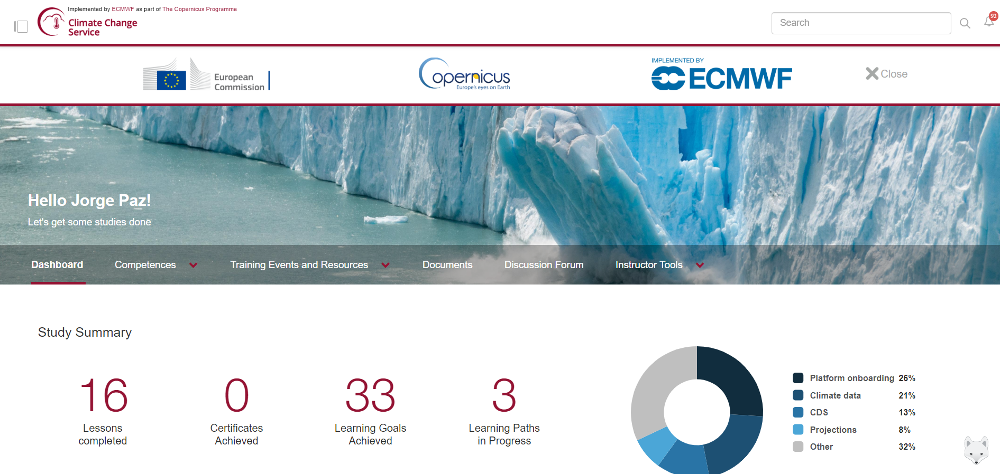 Implemented by ECMWF as part of The Copernicus Programme
Climate Change
Service
Search
92
European
Commission
opernicus
Europe's eyes on Earth
IMPLEMENTED BY
ECMWF
Close
Hello Jorge Paz!
Let's get some studies done
Dashboard
Competences
Training Events and Resources
Documents
Discussion Forum
Instructor Tools
Study Summary
16
Lessons
completed
0
Certificates
Achieved
33
Learning Goals
Achieved
3
Learning Paths
in Progress
Platform onboarding 26%
Climate data 21%
CDS 13%
Projections 8%
Other 32%